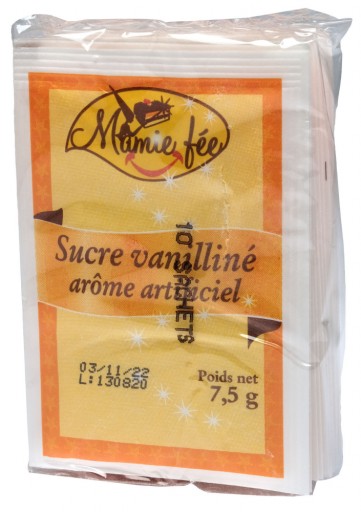 Mamie fée
10 SACHETS
Sucre vanilliné
arôme artificiel
03/11/22
L:130820
Poids net
7,5 g